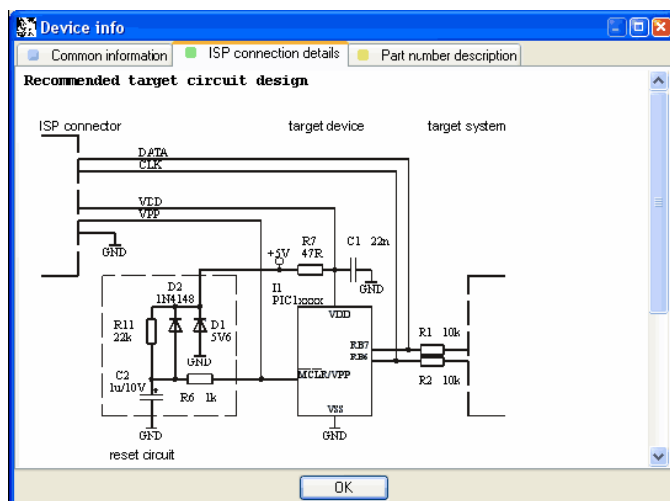 Device info
Common information
ISP connection details
Part number description
Recommended target circuit design
ISP connector
target device
target system
DATA
CLK
VDD
VPP
GND
+5V
R7
47R
C1 22n
GND
D2
1N4148
I1
PIC1xxxx
VDD
R11
22k
D1
5V6
GND
RB7
RB6
R1 10k
R2 10k
C2
1u/10V
R6 1k
MCLR/VPP
VSS
GND
GND
reset circuit
OK